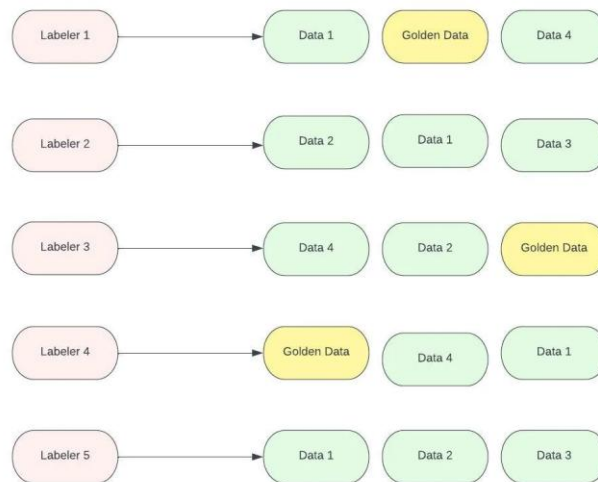 Labeler 1
Data 1
Golden Data
Data 4
Labeler 2
Data 2
Data 1
Data 3
Labeler 3
Data 4
Data 2
Golden Data
Labeler 4
Golden Data
Data 4
Data 1
Labeler 5
Data 1
Data 2
Data 3